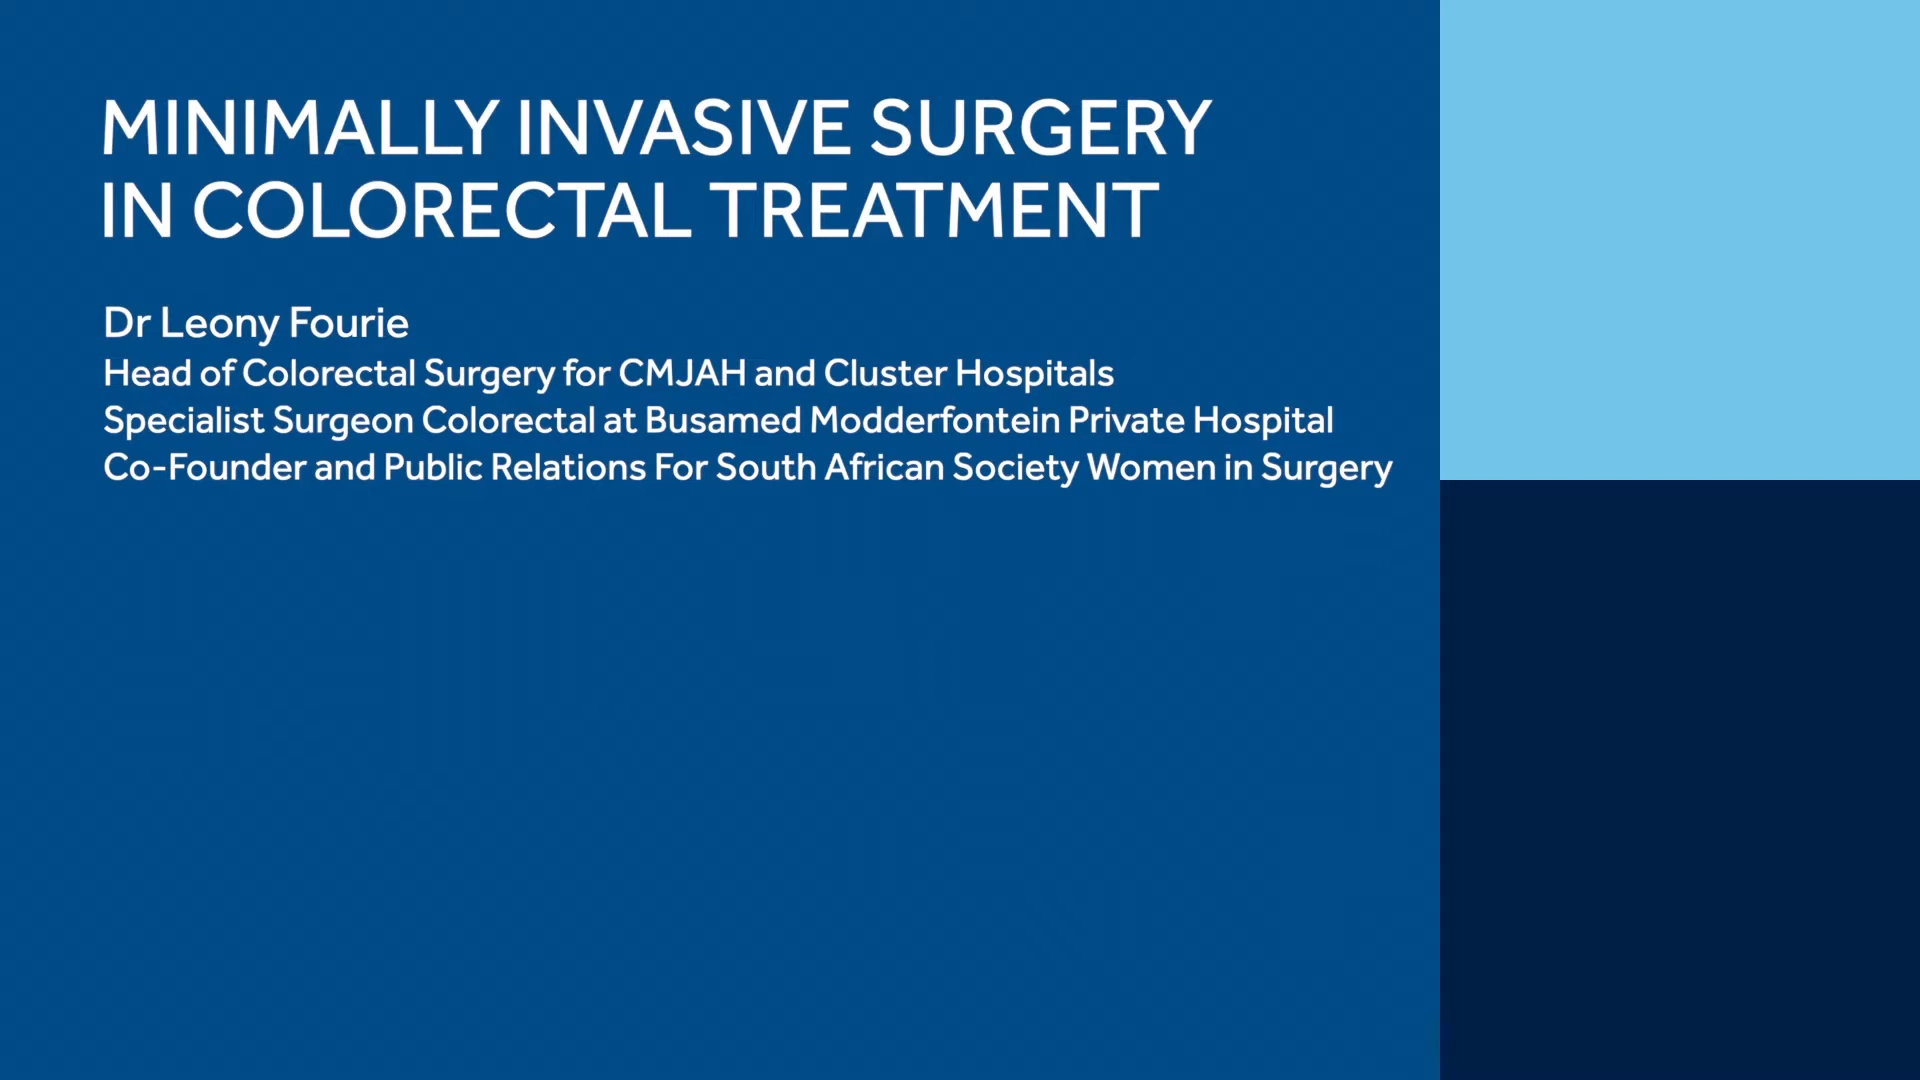 MINIMALLY INVASIVE SURGERY
IN COLORECTAL TREATMENT
Dr Leony Fourie
Head of Colorectal Surgery for CMJAH and Cluster Hospitals
Specialist Surgeon Colorectal at Busamed Modderfontein Private Hospital
Co-Founder and Public Relations For South African Society Women in Surgery